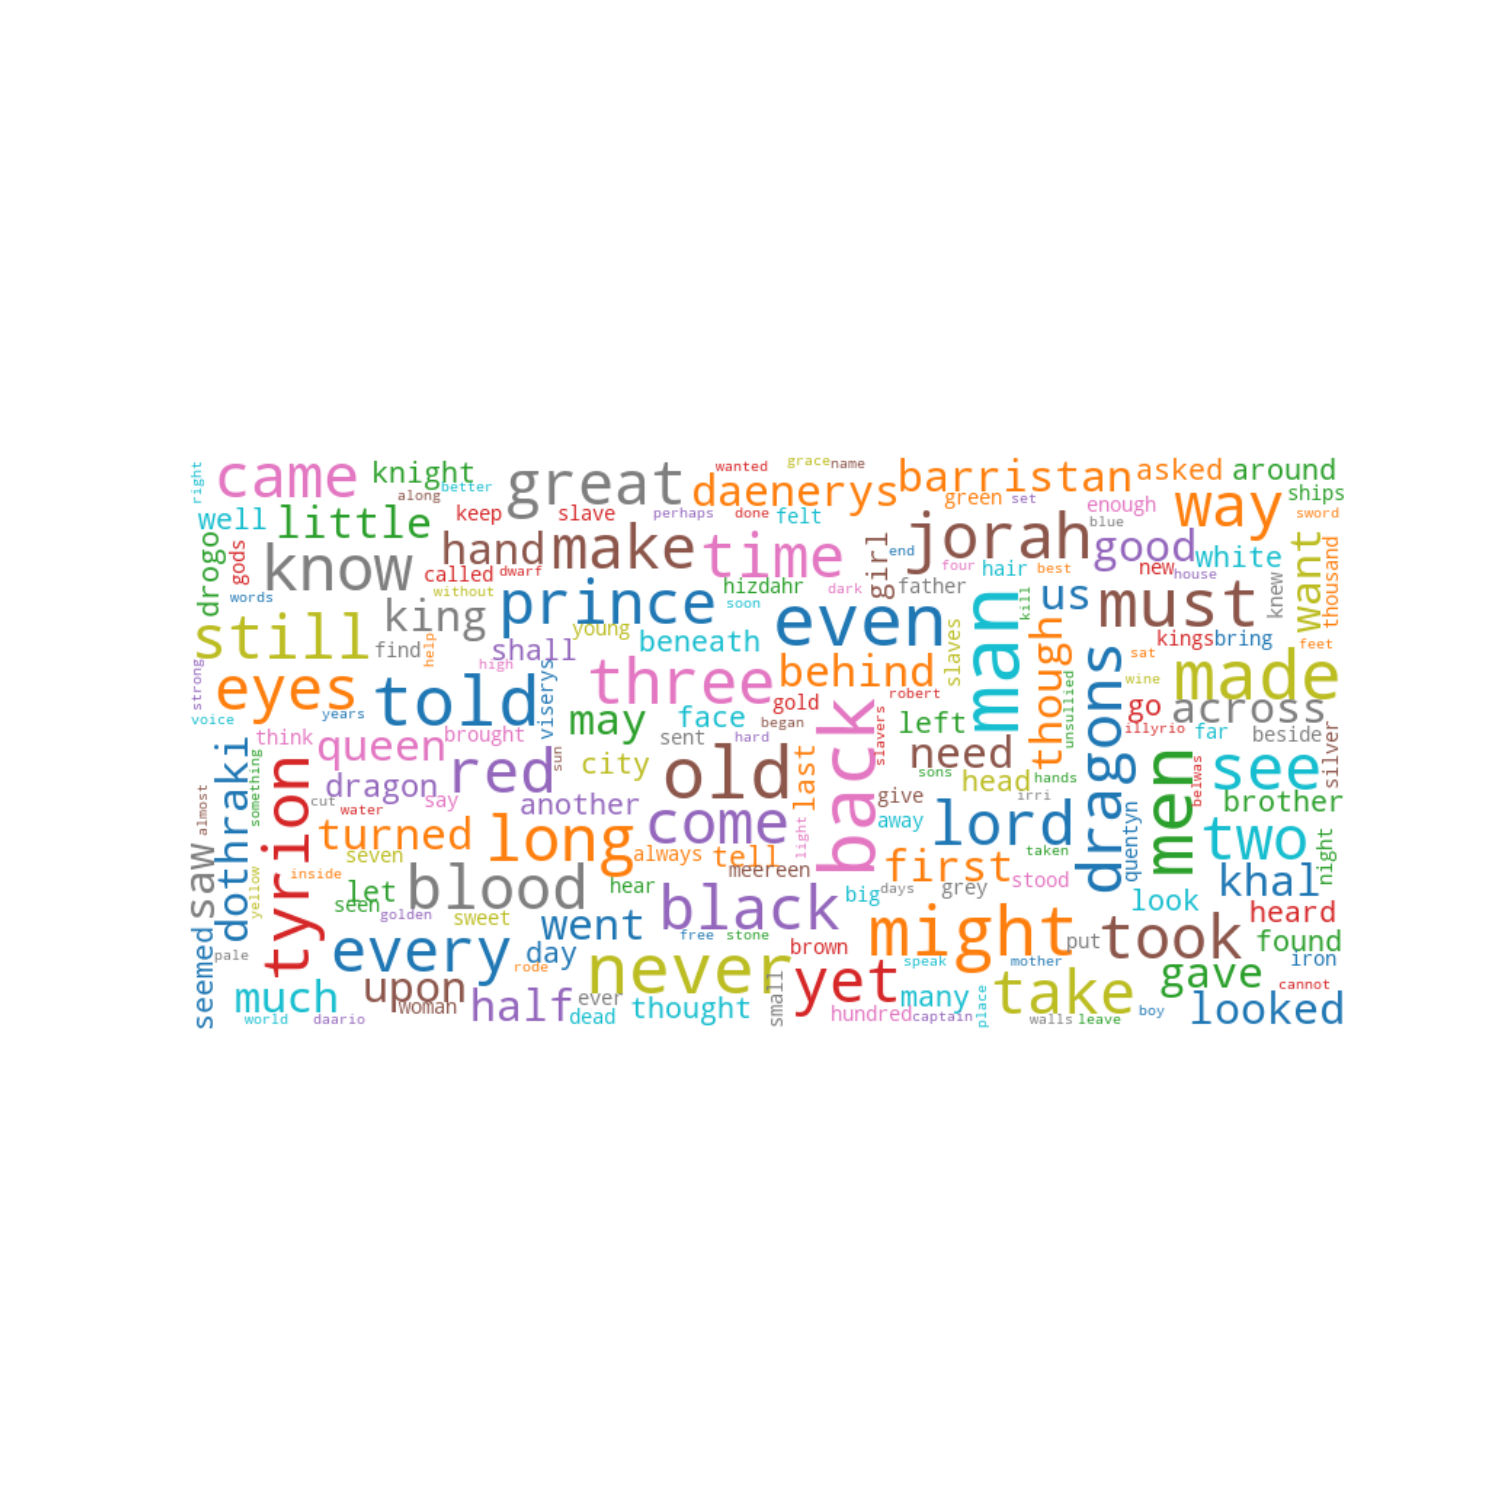 right came knight along better great wanted grace name daenerys barristan green set asked around enough way ships sword
well little keep slave perhaps done felt blue
drogo gods know hand make time girl end jorah good white want thousand
called dwarf four hair best new house
words without prince hizdahr soon dark father kill us must knew
still king young even man
find help shall beneath slaves though kings bring feet
strong high three behind sat
eyes told viserys gold robert unsullied dragons wine made
voice years may face began left go across
think queen brought sent hard slavers need illyrio far beside silver
dothraki something tyrion red sun city old last back sons head hands men belwas see
almost dragon cut water say another give irri brother
saw turned long come light away lord quentyn two
seven always tell first taken night
inside meereen
yellow let blood hear big days grey stood khal
seen golden sweet black look heard
seemed pale every went free stone brown might put took found
day rode speak mother iron
much upon never yet gave cannot
woman half ever thought small many place take looked
world daario dead hundred captain walls leave boy